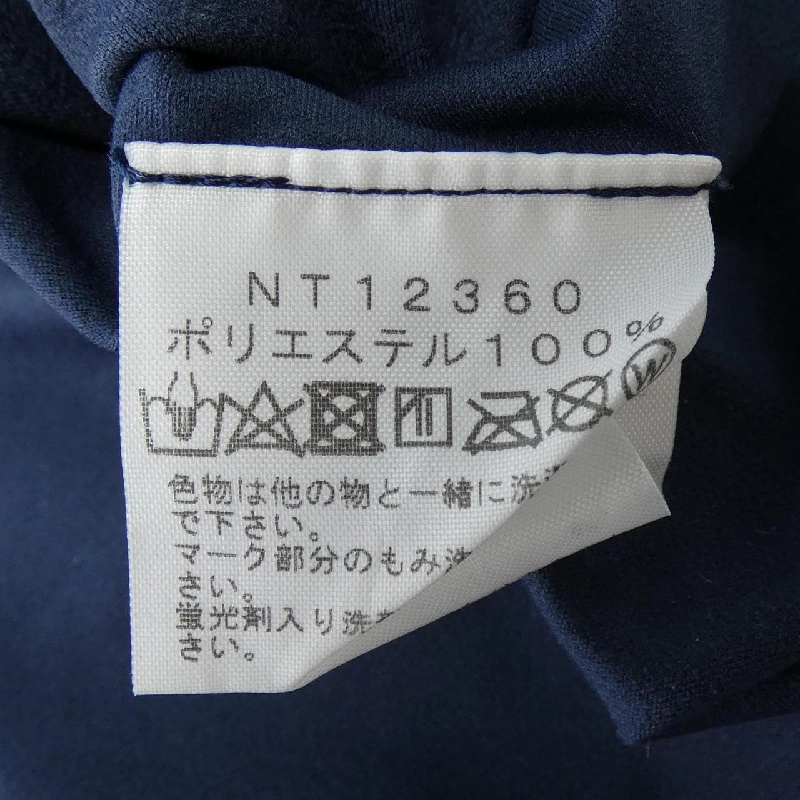 NT12360
ポリエステル100%
W
色物は他の物と一緒に洗
で下さい。
マーク部分のもみ洗
さい。
蛍光剤入り洗
さい。